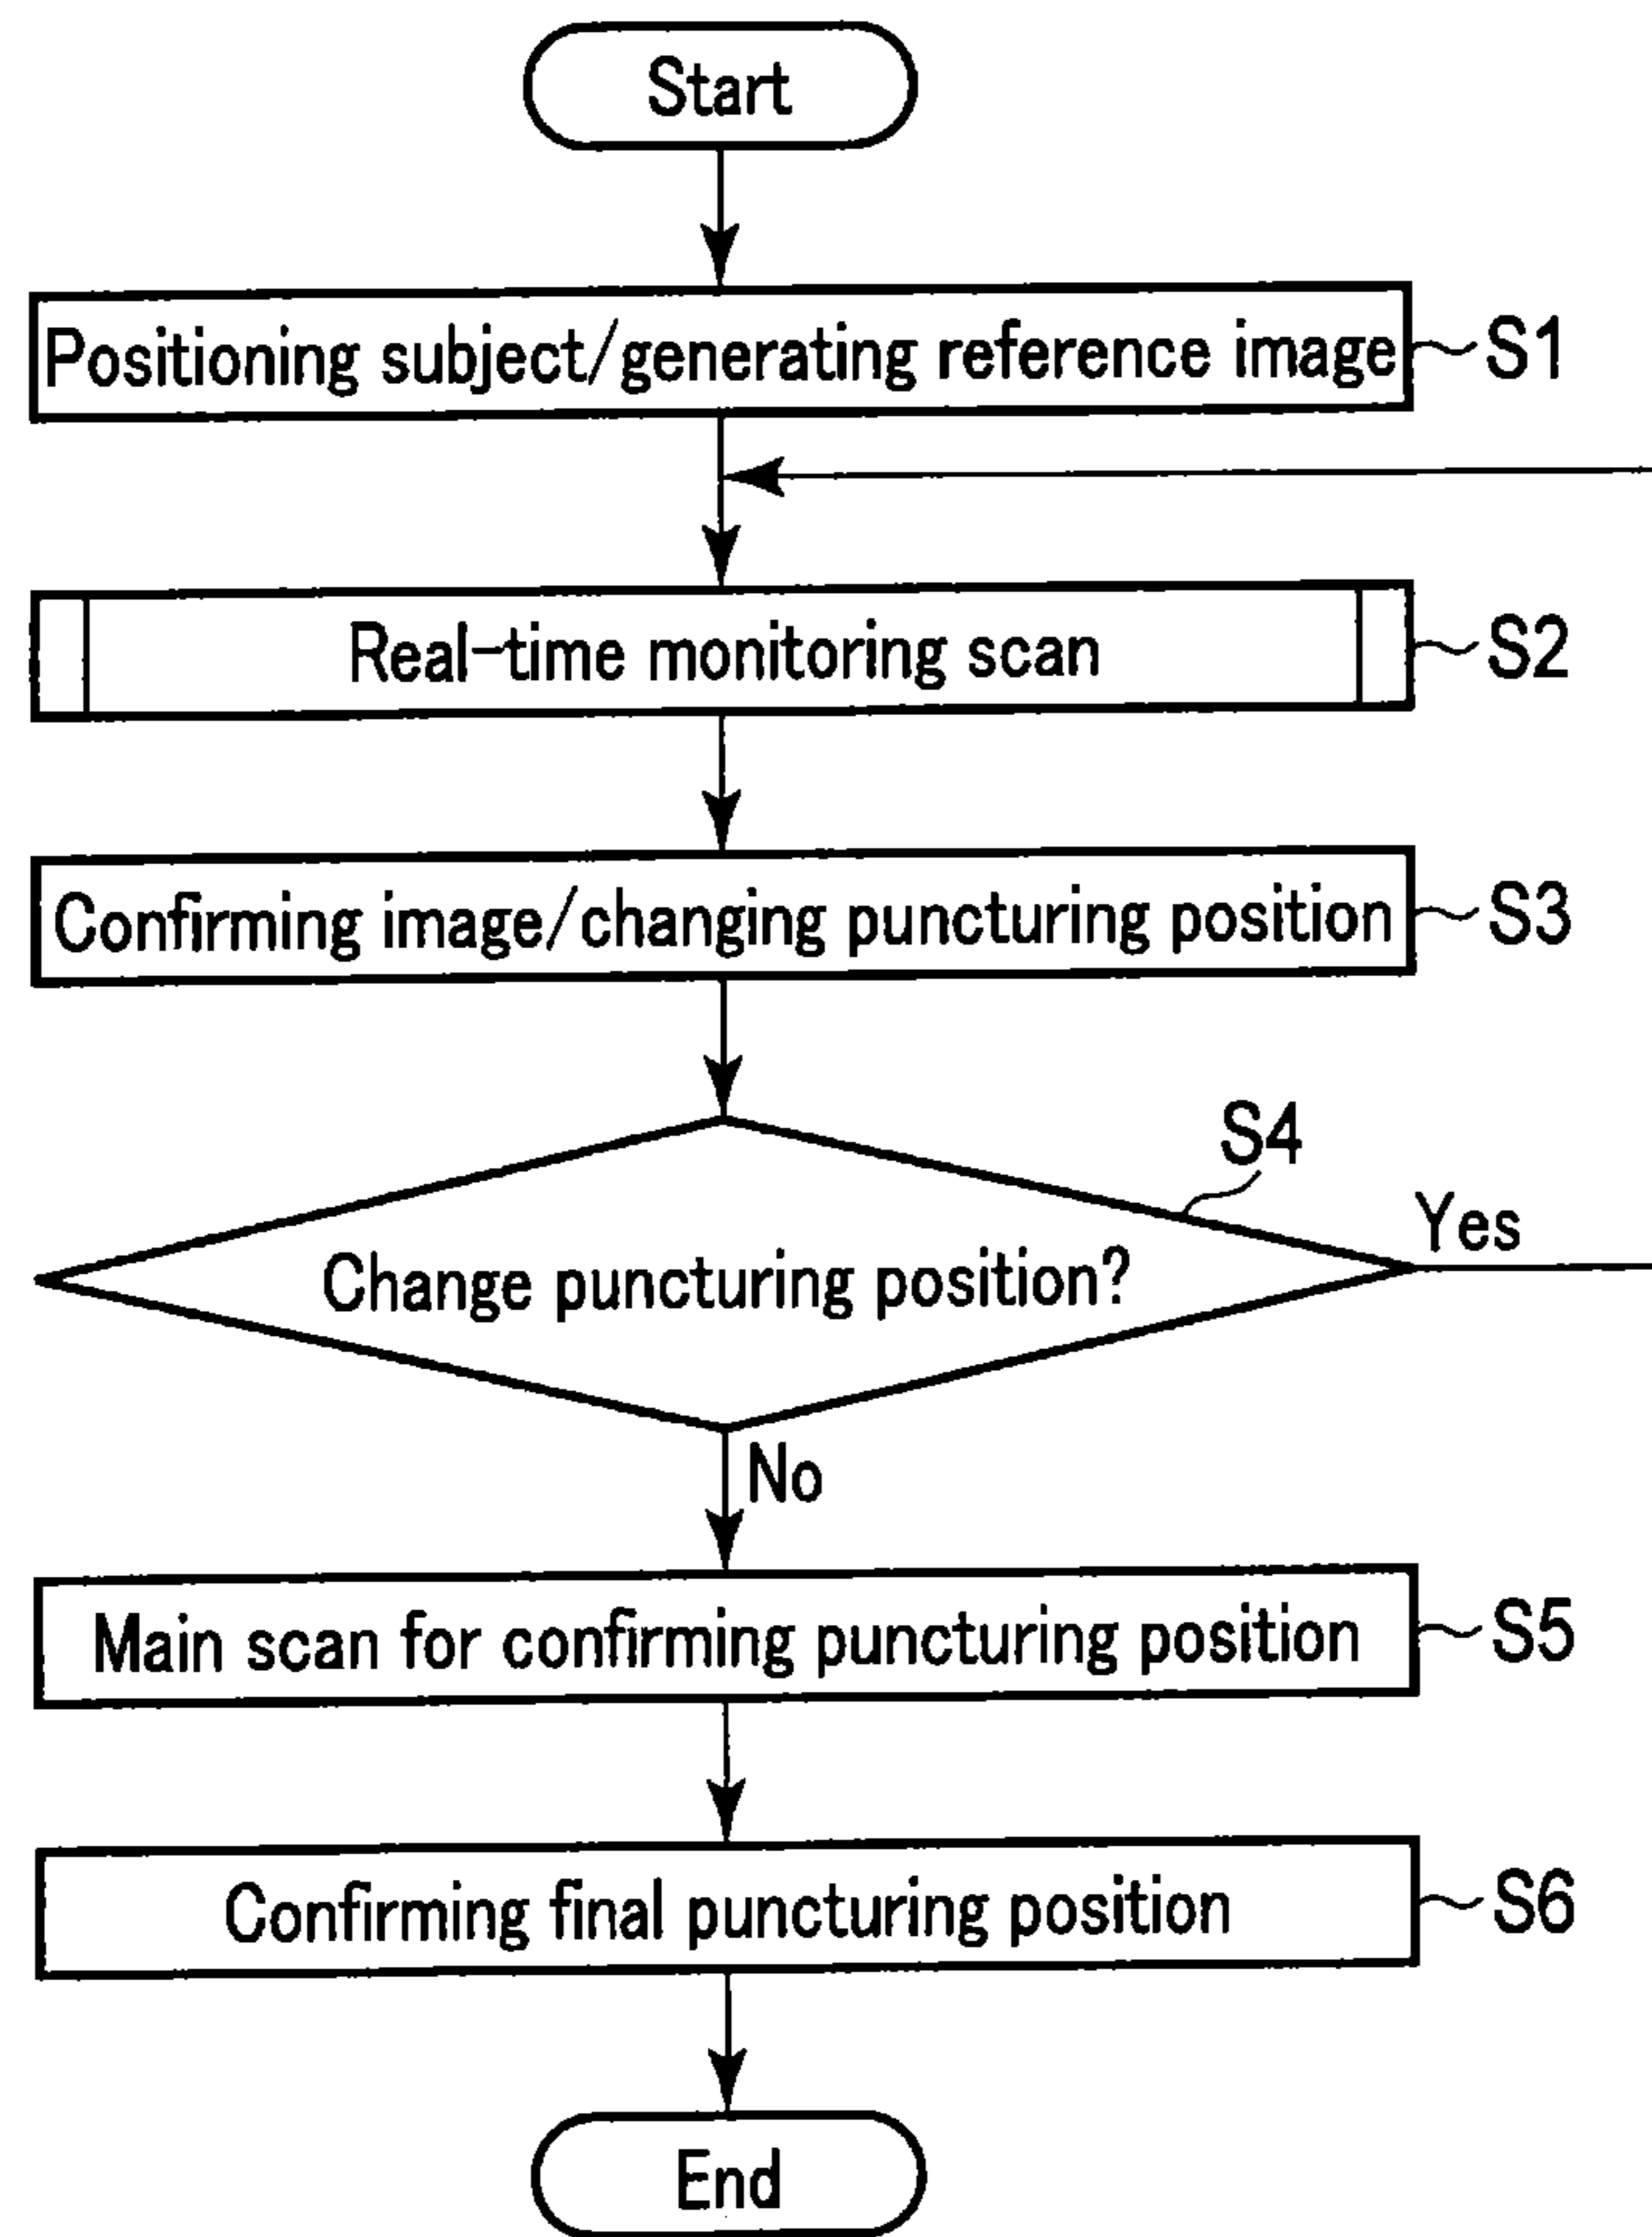 Start
Positioning subject/generating reference image
S1
Real-time monitoring scan
S2
Confirming image/changing puncturing position
S3
S4
Change puncturing position?
Yes
No
Main scan for confirming puncturing position
S5
Confirming final puncturing position
S6
End